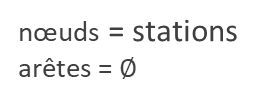 nœuds = stations
arêtes = Ø